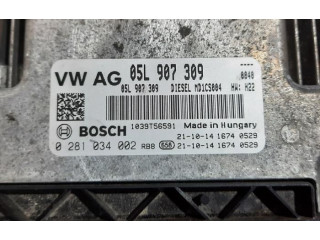 VW AG 05L 907 309
05L 907 309 DIESEL MD1CS004 HW: H22
BOSCH 1039T56591 Made in Hungary
0 281 034 002 RBB 21-10-14 1674 0529
21-10-14 1674 0529